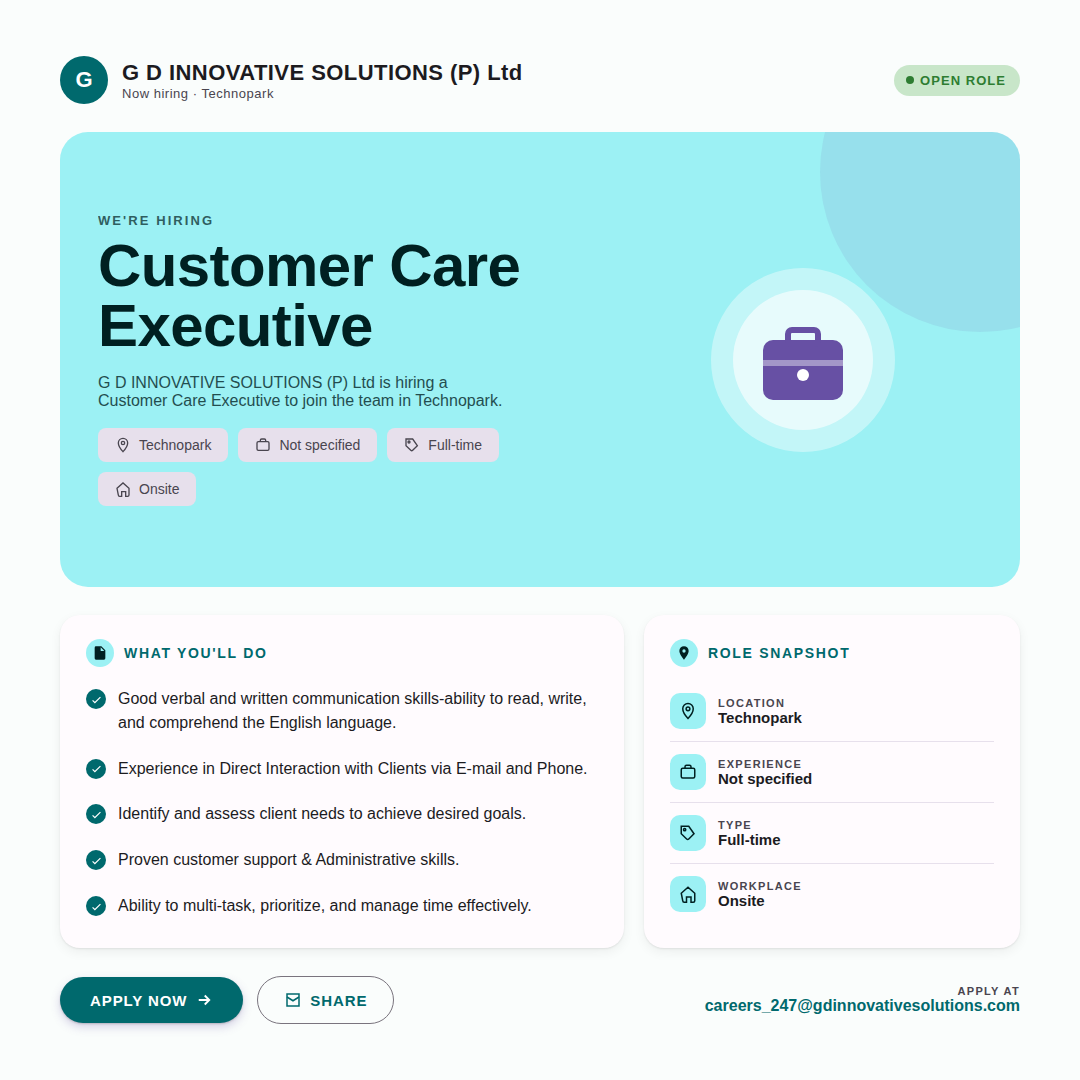 G
G D INNOVATIVE SOLUTIONS (P) Ltd
Now hiring · Technopark
OPEN ROLE
WE'RE HIRING
Customer Care
Executive
G D INNOVATIVE SOLUTIONS (P) Ltd is hiring a
Customer Care Executive to join the team in Technopark.
Technopark
Not specified
Full-time
Onsite
WHAT YOU'LL DO
Good verbal and written communication skills-ability to read, write,
and comprehend the English language.
Experience in Direct Interaction with Clients via E-mail and Phone.
Identify and assess client needs to achieve desired goals.
Proven customer support & Administrative skills.
Ability to multi-task, prioritize, and manage time effectively.
ROLE SNAPSHOT
LOCATION
Technopark
EXPERIENCE
Not specified
TYPE
Full-time
WORKPLACE
Onsite
APPLY NOW
SHARE
APPLY AT
careers_247@gdinnovativesolutions.com